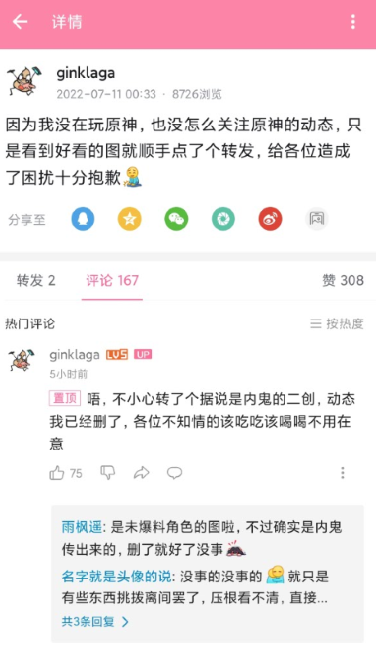 详情
ginklaga
2022-07-11 00:33 · 8726浏览
因为我没在玩原神，也没怎么关注原神的动态，只
是看到好看的图就顺手点了个转发，给各位造成
了困扰十分抱歉
分享至
转发 2 评论 167 赞 308
热门评论 按热度
ginklaga LV5 UP
5小时前
置顶 唔，不小心转了个据说是内鬼的二创，动态
我已经删了，各位不知情的该吃吃该喝喝不用在
意
75
雨枫遥: 是未爆料角色的图啦，不过确实是内鬼
传出来的，删了就好了没事
名字就是头像的说: 没事的没事的 就只是
有些东西挑拨离间罢了，压根看不清，直接...
共3条回复 >